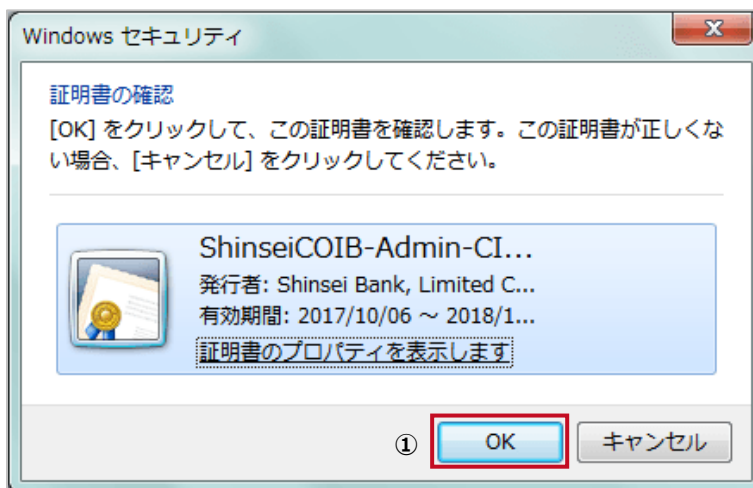 Windows セキュリティ
証明書の確認
[OK] をクリックして、この証明書を確認します。この証明書が正しくな
い場合、[キャンセル] をクリックしてください。
ShinseiCOIB-Admin-CI...
発行者: Shinsei Bank, Limited C...
有効期間: 2017/10/06 ～ 2018/1...
証明書のプロパティを表示します
① OK キャンセル